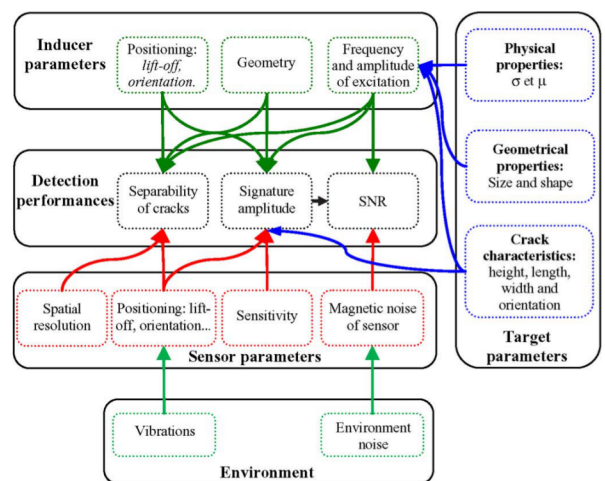 Inducer
parameters
Positioning:
lift-off,
orientation.
Geometry
Frequency
and amplitude
of excitation
Physical
properties:
σ et μ
Geometrical
properties:
Size and shape
Crack
characteristics:
height, length,
width and
orientation
Target
parameters
Detection
performances
Separability
of cracks
Signature
amplitude
SNR
Spatial
resolution
Positioning: lift-
off, orientation...
Sensitivity
Magnetic noise
of sensor
Sensor parameters
Vibrations
Environment
noise
Environment